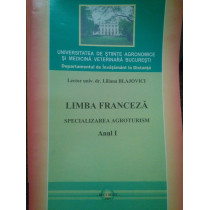 UNIVERSITATEA DE ŞTIINŢE AGRONOMICE
ŞI MEDICINĂ VETERINARĂ BUCUREŞTI
Departamentul de Învăţământ la Distanţă
Lector univ. dr. Liliana BLAJOVICI
LIMBA FRANCEZĂ
SPECIALIZAREA AGROTURISM
Anul I